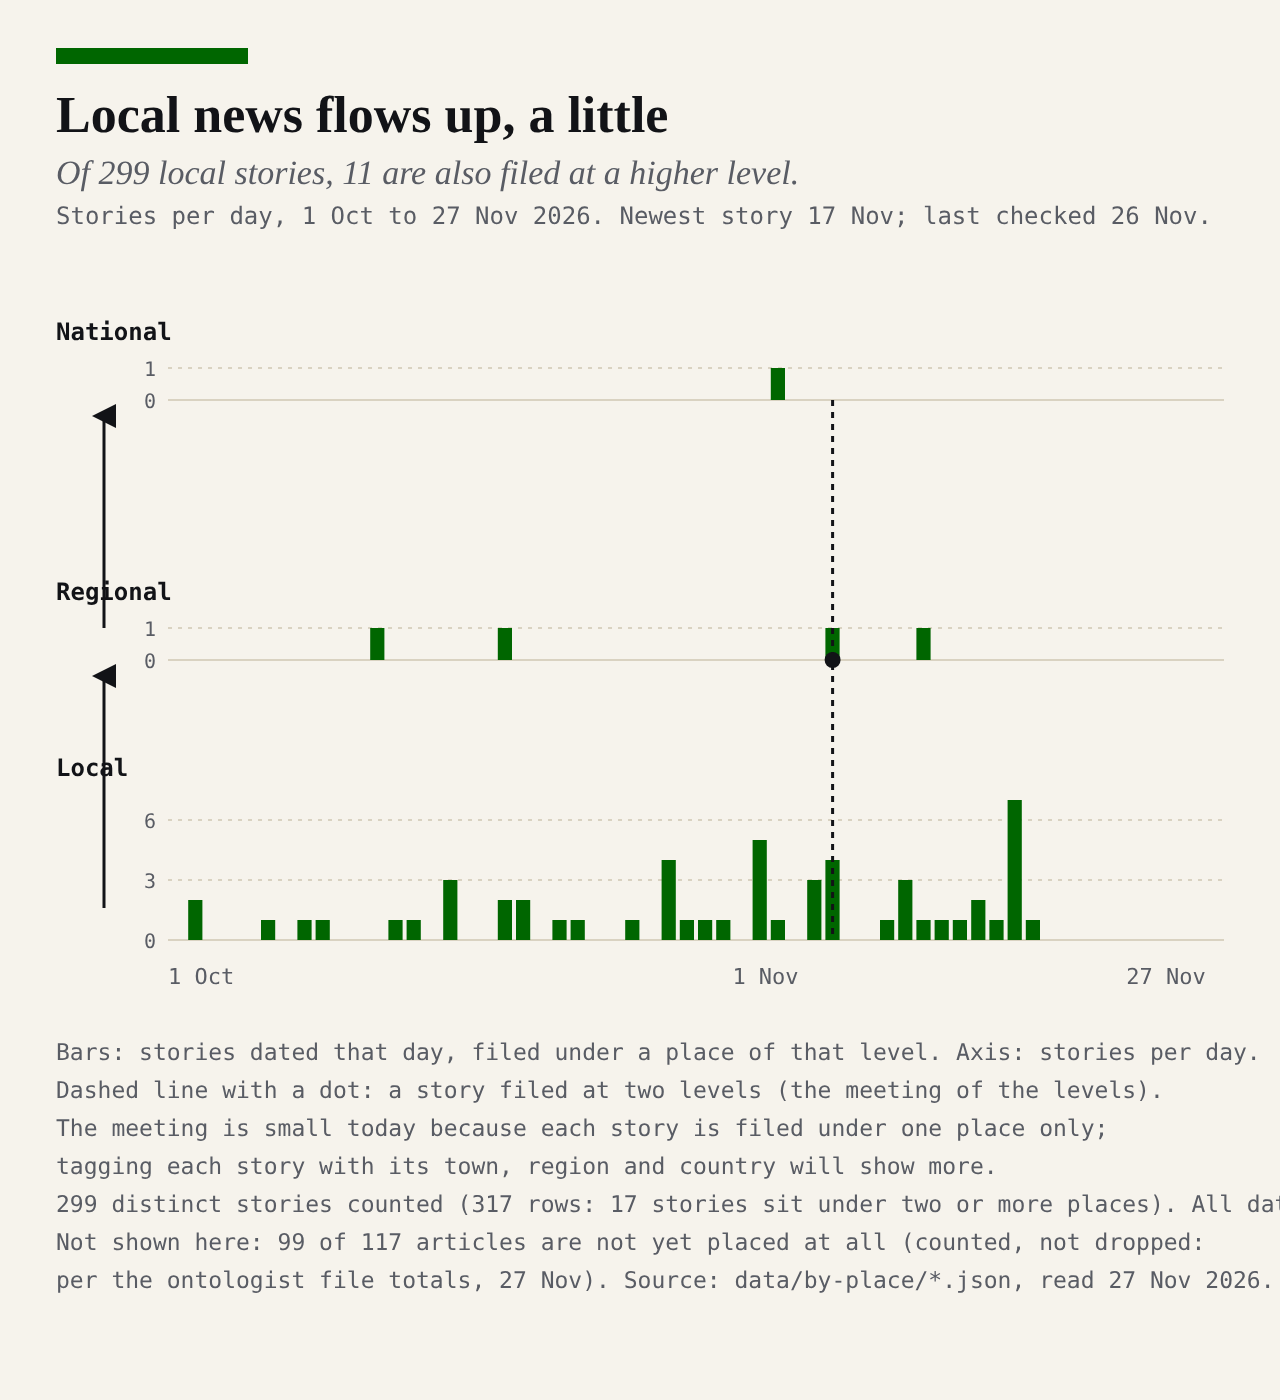 Local news flows up, a little
Of 299 local stories, 11 are also filed at a higher level.
Stories per day, 1 Oct to 27 Nov 2026. Newest story 17 Nov; last checked 26 Nov.
National
1
0
Regional
1
0
Local
6
3
0
1 Oct 1 Nov 27 Nov
Bars: stories dated that day, filed under a place of that level. Axis: stories per day.
Dashed line with a dot: a story filed at two levels (the meeting of the levels).
The meeting is small today because each story is filed under one place only;
tagging each story with its town, region and country will show more.
299 distinct stories counted (317 rows: 17 stories sit under two or more places). All
Not shown here: 99 of 117 articles are not yet placed at all (counted, not dropped:
per the ontologist file totals, 27 Nov). Source: data/by-place/*.json, read 27 Nov 2026.